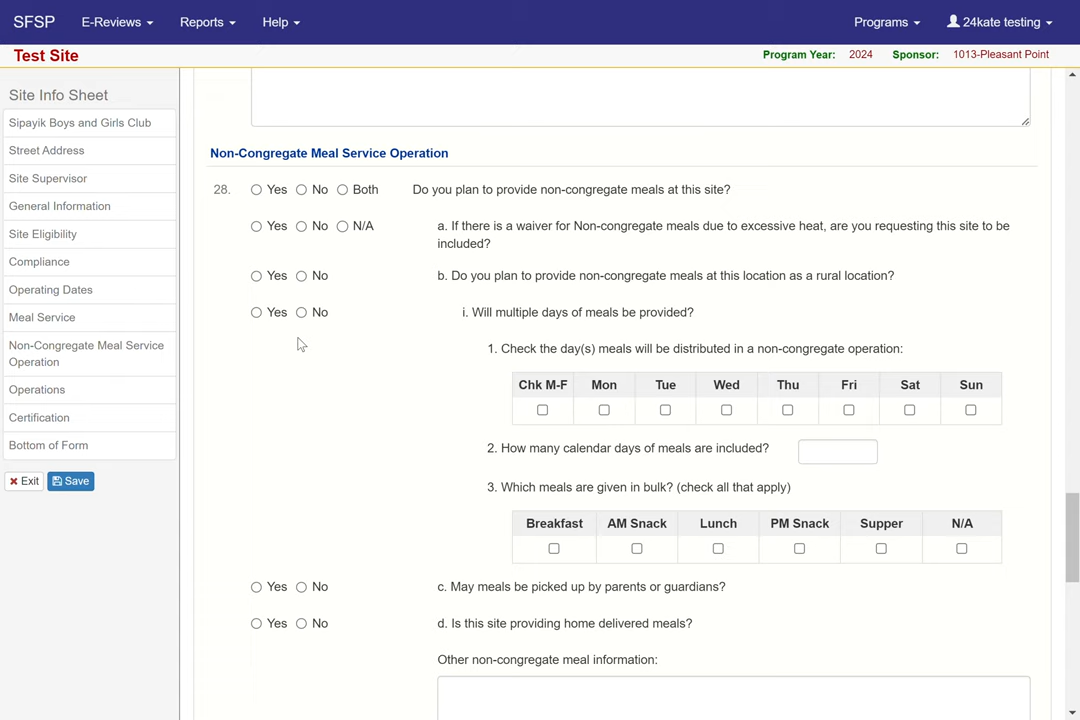 SFSP E-Reviews Reports Help Programs 24kate testing
Test Site Program Year: 2024 Sponsor: 1013-Pleasant Point
Site Info Sheet
Sipayik Boys and Girls Club
Street Address
Site Supervisor
General Information
Site Eligibility
Compliance
Operating Dates
Meal Service
Non-Congregate Meal Service
Operation
Operations
Certification
Bottom of Form
Exit Save
Non-Congregate Meal Service Operation
28. Yes No Both Do you plan to provide non-congregate meals at this site?
Yes No N/A a. If there is a waiver for Non-congregate meals due to excessive heat, are you requesting this site to be
included?
Yes No b. Do you plan to provide non-congregate meals at this location as a rural location?
Yes No i. Will multiple days of meals be provided?
1. Check the day(s) meals will be distributed in a non-congregate operation:
Chk M-F Mon Tue Wed Thu Fri Sat Sun
2. How many calendar days of meals are included?
3. Which meals are given in bulk? (check all that apply)
Breakfast AM Snack Lunch PM Snack Supper N/A
Yes No c. May meals be picked up by parents or guardians?
Yes No d. Is this site providing home delivered meals?
Other non-congregate meal information: